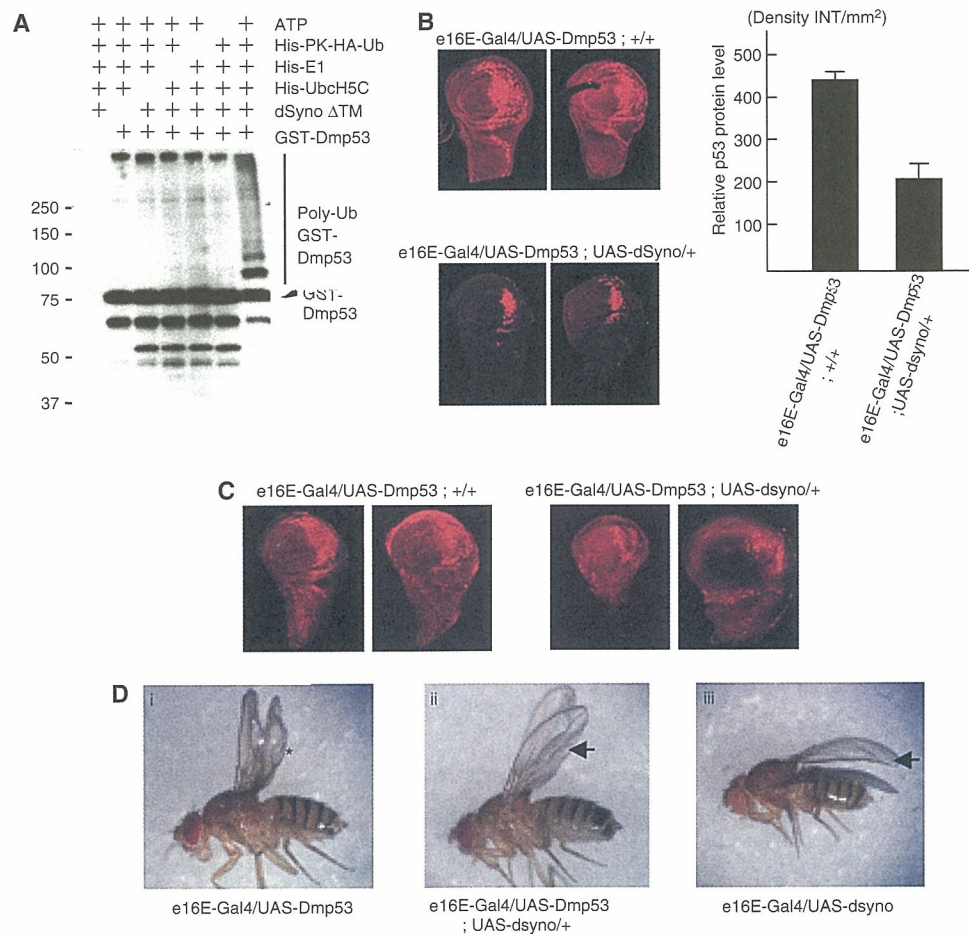 A
+ + + + + + ATP
+ + + + + + His-PK-HA-Ub
+ + + + + + His-E1
+ + + + + + His-UbcH5C
+ + + + + + dSyno ΔTM
+ + + + + + GST-Dmp53
250
150
100
75
50
37
Poly-Ub
GST-
Dmp53
GST-
Dmp53
B
e16E-Gal4/UAS-Dmp53 ; +/+
e16E-Gal4/UAS-Dmp53 ; UAS-dSyno/+
(Density INT/mm²)
Relative p53 protein level
500
400
300
200
100
e16E-Gal4/UAS-Dmp53
; +/+
e16E-Gal4/UAS-Dmp53
;UAS-dsyno/+
C
e16E-Gal4/UAS-Dmp53 ; +/+
e16E-Gal4/UAS-Dmp53 ; UAS-dsyno/+
D
i
*
ii
iii
e16E-Gal4/UAS-Dmp53
e16E-Gal4/UAS-Dmp53
; UAS-dsyno/+
e16E-Gal4/UAS-dsyno